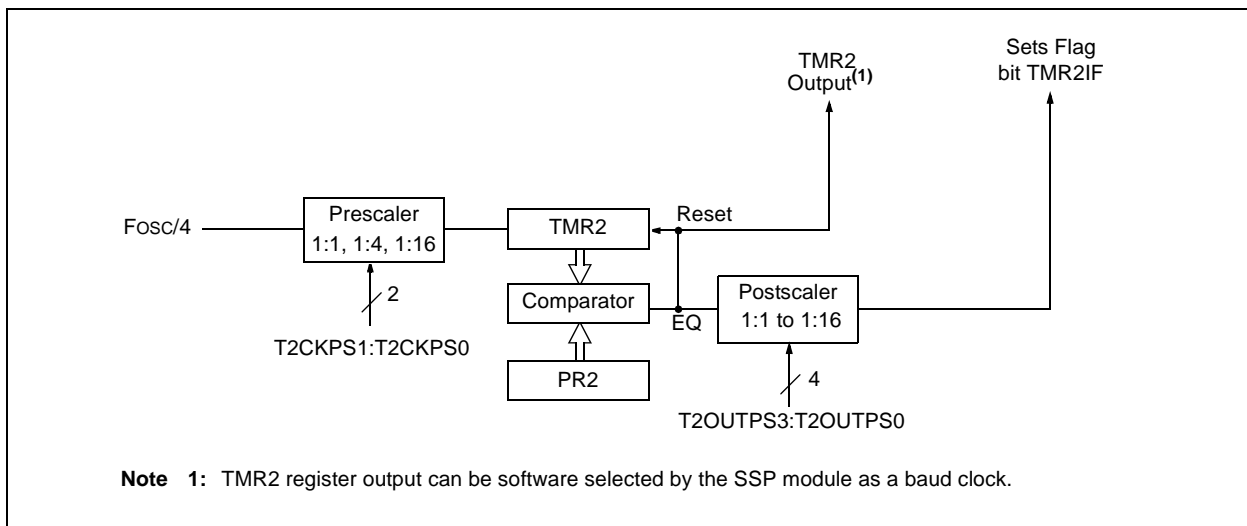 TMR2
Output(1)
Sets Flag
bit TMR2IF
FOSC/4
Prescaler
1:1, 1:4, 1:16
2
T2CKPS1:T2CKPS0
TMR2
Reset
Comparator
EQ
PR2
Postscaler
1:1 to 1:16
4
T2OUTPS3:T2OUTPS0
Note 1: TMR2 register output can be software selected by the SSP module as a baud clock.